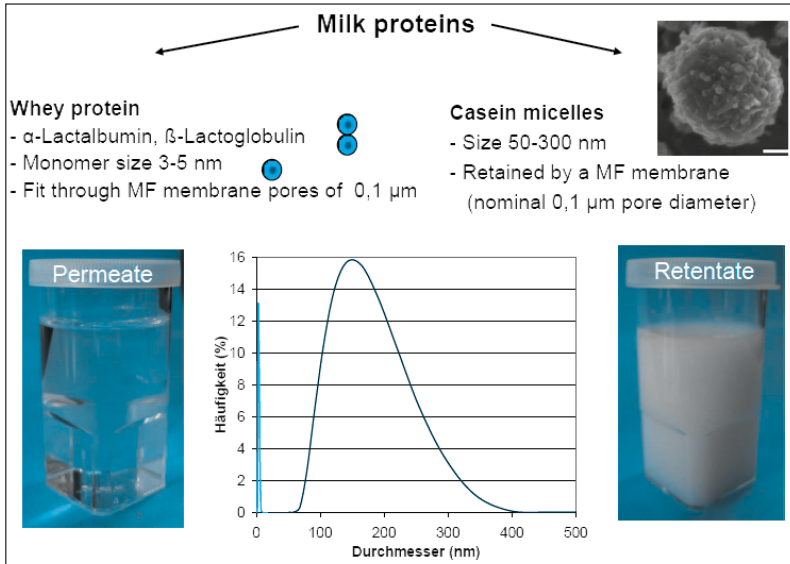 Milk proteins
Whey protein
- α-Lactalbumin, ß-Lactoglobulin
- Monomer size 3-5 nm
- Fit through MF membrane pores of 0,1 µm
Casein micelles
- Size 50-300 nm
- Retained by a MF membrane
(nominal 0,1 µm pore diameter)
Permeate
Häufigkeit (%)
16
14
12
10
8
6
4
2
0
0
100
200
300
400
500
Durchmesser (nm)
Retentate